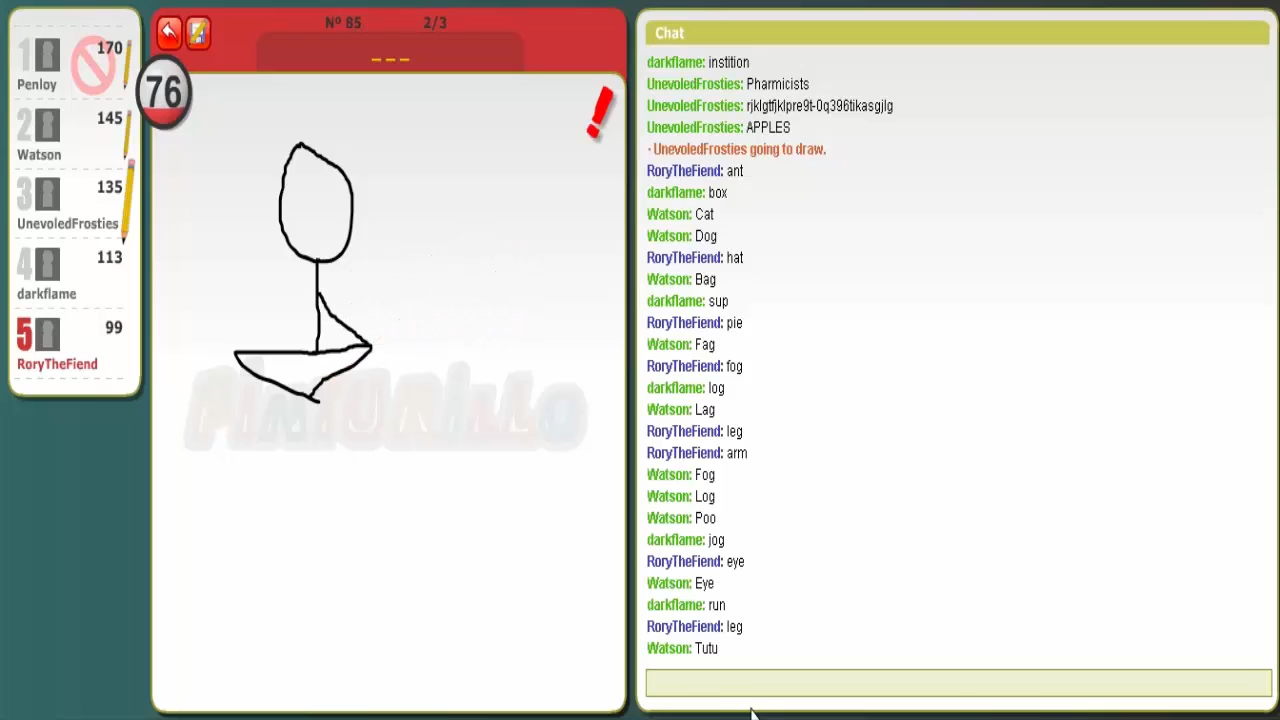 Nº 85 2/3
1 170
Penloy
76
2 145
Watson
3 135
UnevoledFrosties
4 113
darkflame
5 99
RoryTheFiend
PINTURILLO
Chat
darkflame: instition
UnevoledFrosties: Pharmicists
UnevoledFrosties: rjklgtfjklpre9t-0q396tikasgjlg
UnevoledFrosties: APPLES
· UnevoledFrosties going to draw.
RoryTheFiend: ant
darkflame: box
Watson: Cat
Watson: Dog
RoryTheFiend: hat
Watson: Bag
darkflame: sup
RoryTheFiend: pie
Watson: Fag
RoryTheFiend: fog
darkflame: log
Watson: Lag
RoryTheFiend: leg
RoryTheFiend: arm
Watson: Fog
Watson: Log
Watson: Poo
darkflame: jog
RoryTheFiend: eye
Watson: Eye
darkflame: run
RoryTheFiend: leg
Watson: Tutu